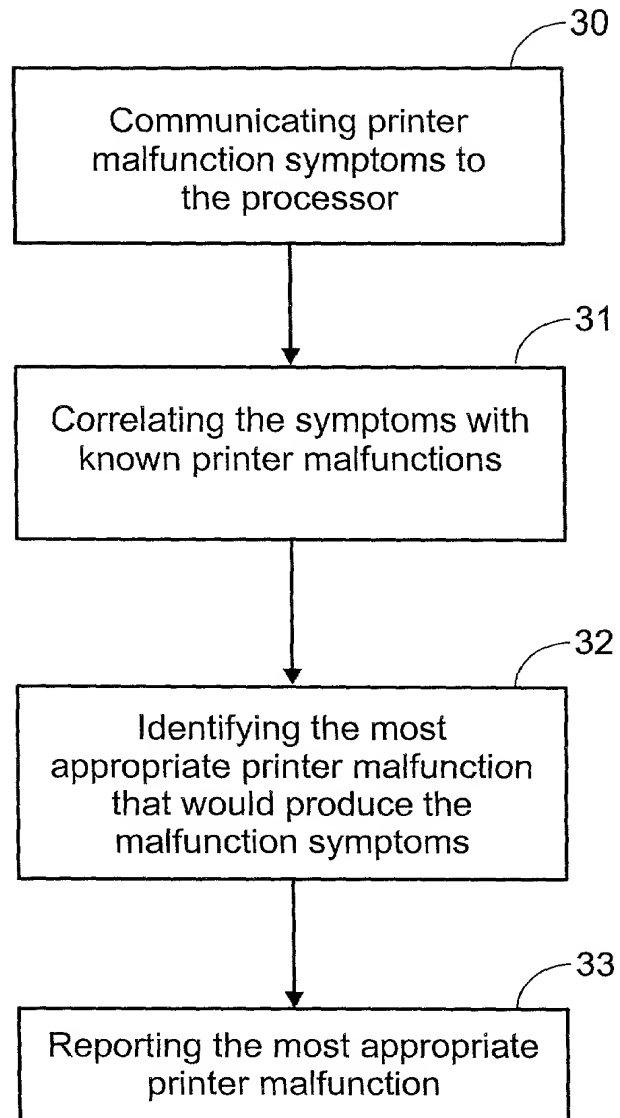 30
Communicating printer
malfunction symptoms to
the processor
31
Correlating the symptoms with
known printer malfunctions
32
Identifying the most
appropriate printer malfunction
that would produce the
malfunction symptoms
33
Reporting the most appropriate
printer malfunction